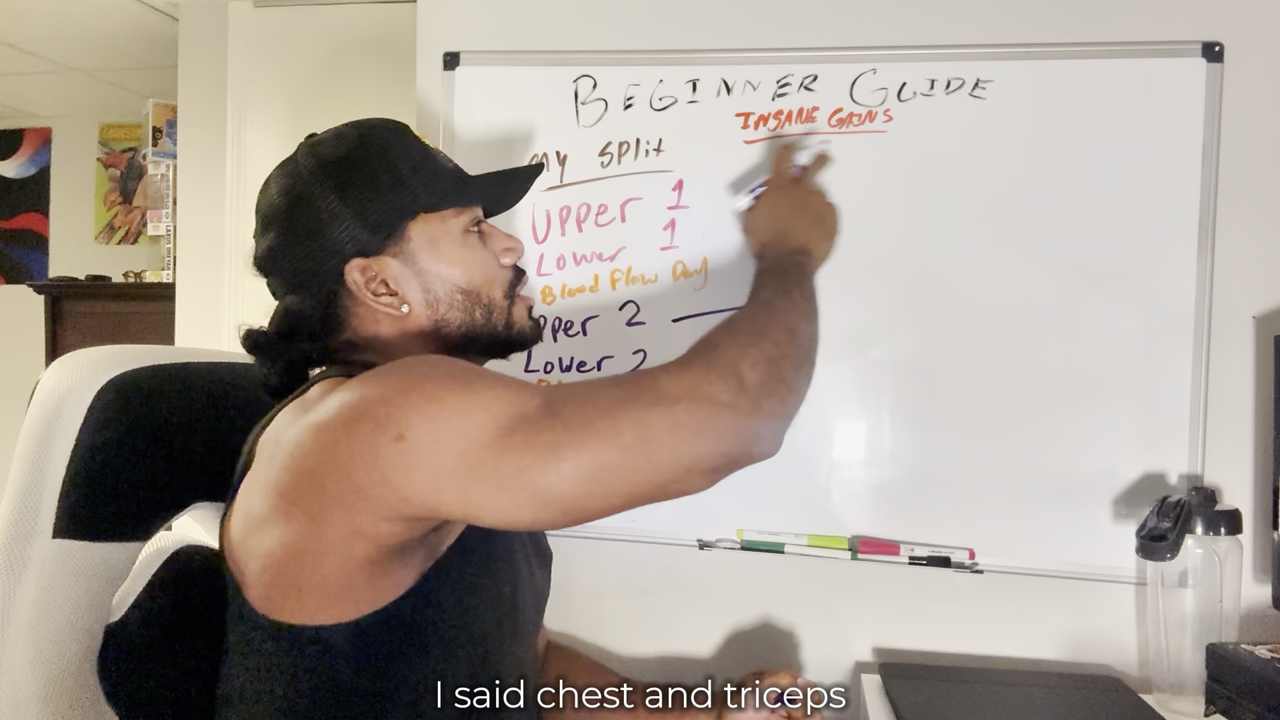 BEGINNER GUIDE
INSANE GAINS
My Split
UPPER 1
Lower 1
Blood Flow Day
pper 2
Lower 2
I said chest and triceps